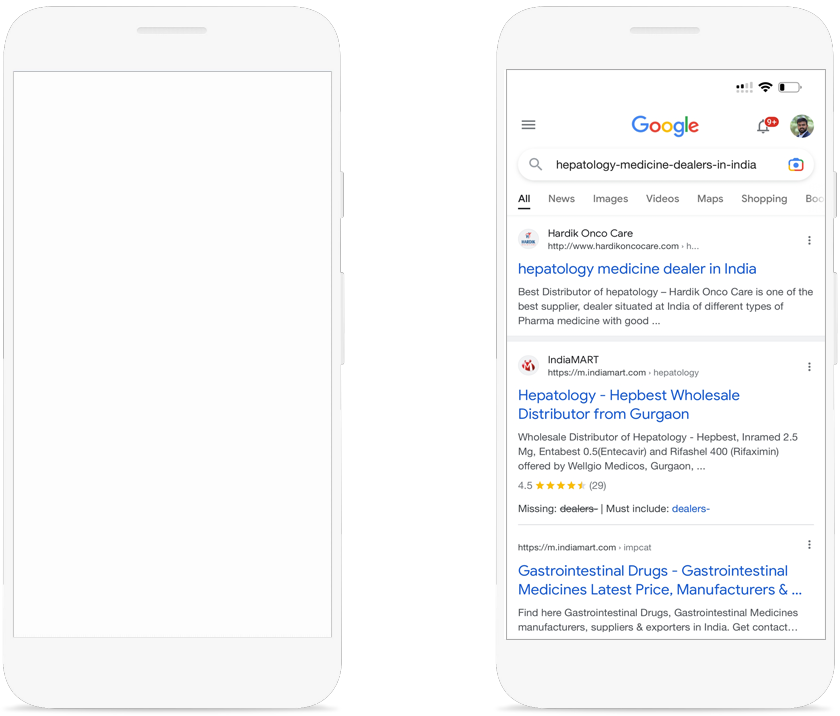 Google
9+
hepatology-medicine-dealers-in-india
All News Images Videos Maps Shopping Boo
Hardik Onco Care
HARDIK
http://www.hardikoncocare.com › h...
hepatology medicine dealer in India
Best Distributor of hepatology – Hardik Onco Care is one of the
best supplier, dealer situated at India of different types of
Pharma medicine with good ...
IndiaMART
https://m.indiamart.com › hepatology
Hepatology - Hepbest Wholesale
Distributor from Gurgaon
Wholesale Distributor of Hepatology - Hepbest, Inramed 2.5
Mg, Entabest 0.5(Entecavir) and Rifashel 400 (Rifaximin)
offered by Wellgio Medicos, Gurgaon, ...
4.5 ★★★★★ (29)
Missing: dealers- | Must include: dealers-
https://m.indiamart.com › impcat
Gastrointestinal Drugs - Gastrointestinal
Medicines Latest Price, Manufacturers & ...
Find here Gastrointestinal Drugs, Gastrointestinal Medicines
manufacturers, suppliers & exporters in India. Get contact...